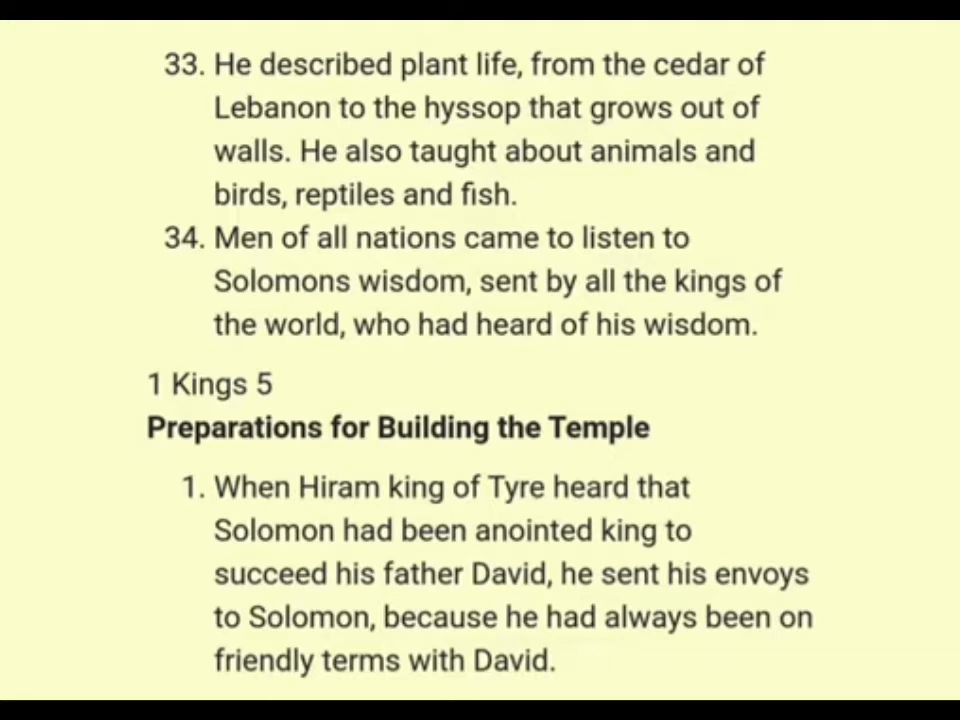 33. He described plant life, from the cedar of
Lebanon to the hyssop that grows out of
walls. He also taught about animals and
birds, reptiles and fish.
34. Men of all nations came to listen to
Solomons wisdom, sent by all the kings of
the world, who had heard of his wisdom.
1 Kings 5
Preparations for Building the Temple
1. When Hiram king of Tyre heard that
Solomon had been anointed king to
succeed his father David, he sent his envoys
to Solomon, because he had always been on
friendly terms with David.